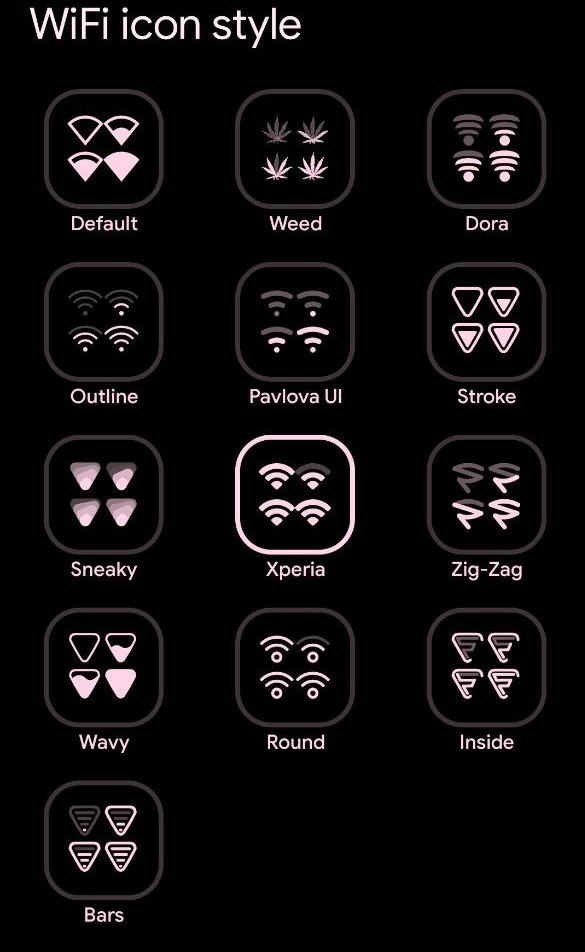 WiFi icon style
Default
Weed
Dora
Outline
Pavlova UI
Stroke
Sneaky
Xperia
Zig-Zag
Wavy
Round
Inside
Bars